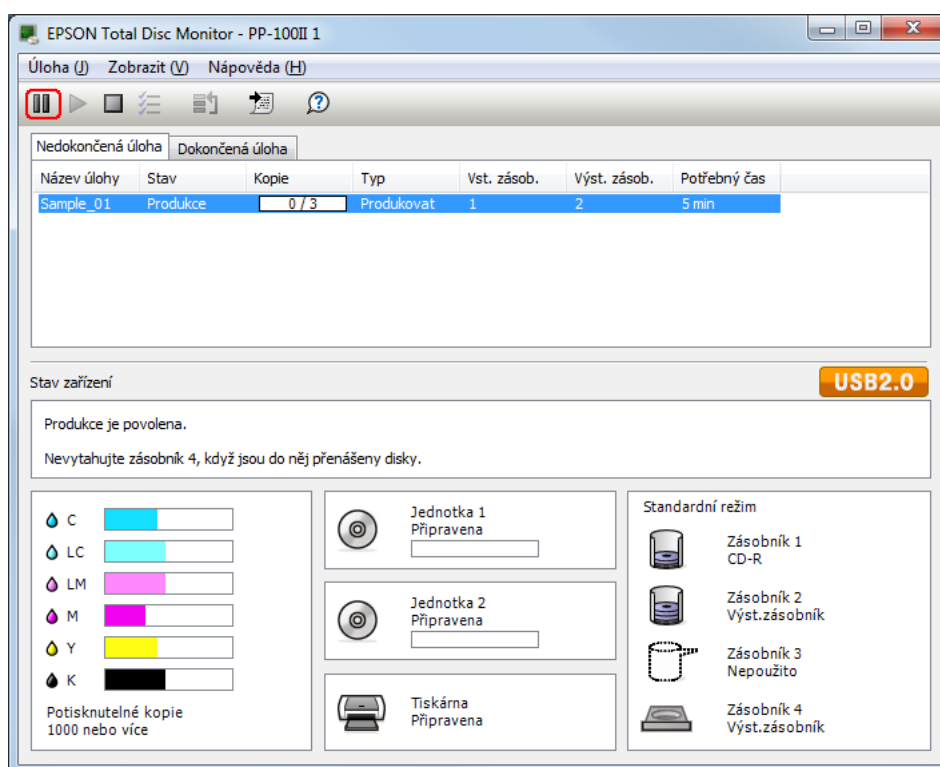 EPSON Total Disc Monitor - PP-100II 1
Úloha (J) Zobrazit (V) Nápověda (H)
Nedokončená úloha Dokončená úloha
Název úlohy Stav Kopie Typ Vst. zásob. Výst. zásob. Potřebný čas
Sample_01 Produkce 0 / 3 Produkovat 1 2 5 min
Stav zařízení
USB2.0
Produkce je povolena.
Nevytahujte zásobník 4, když jsou do něj přenášeny disky.
C
LC
LM
M
Y
K
Potisknutelné kopie
1000 nebo více
Jednotka 1
Připravena
Jednotka 2
Připravena
Tiskárna
Připravena
Standardní režim
Zásobník 1
CD-R
Zásobník 2
Výst.zásobník
Zásobník 3
Nepoužito
Zásobník 4
Výst.zásobník